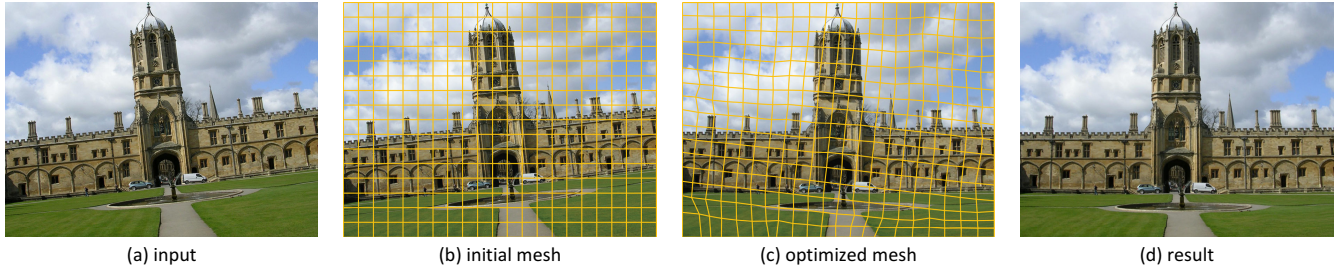 (a) input
(b) initial mesh
(c) optimized mesh
(d) result